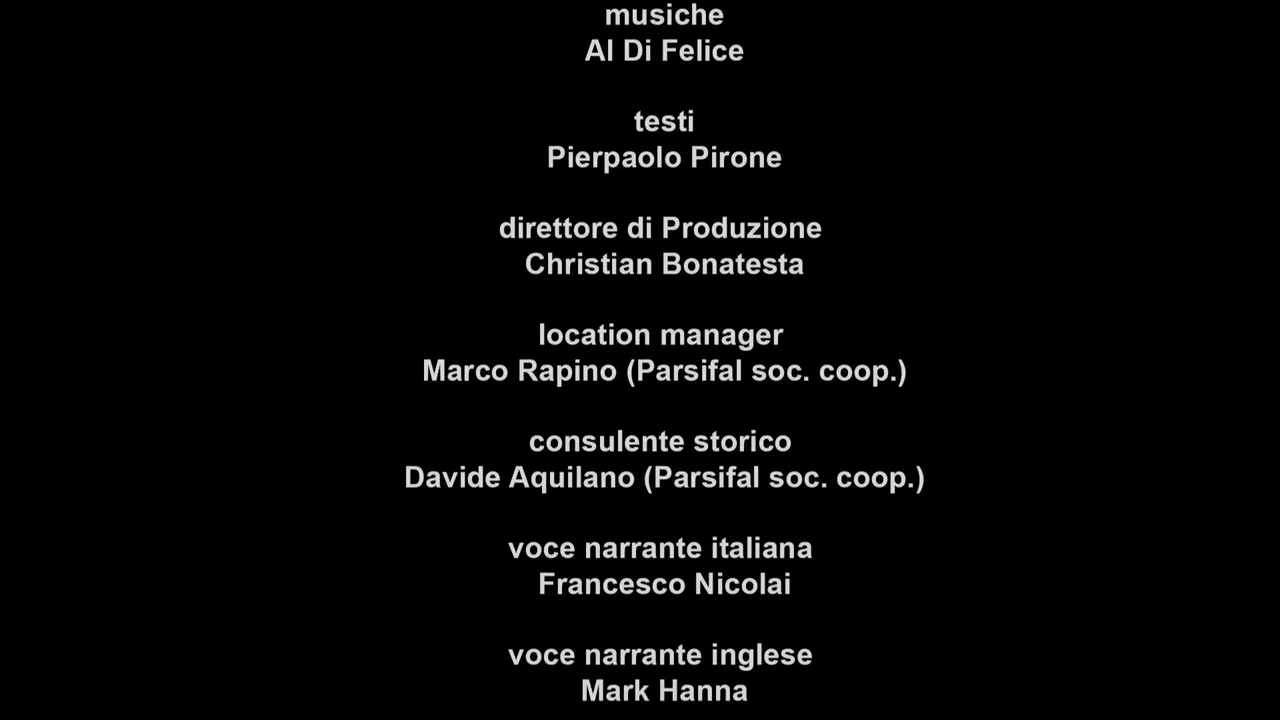 musiche
Al Di Felice
testi
Pierpaolo Pirone
direttore di Produzione
Christian Bonatesta
location manager
Marco Rapino (Parsifal soc. coop.)
consulente storico
Davide Aquilano (Parsifal soc. coop.)
voce narrante italiana
Francesco Nicolai
voce narrante inglese
Mark Hanna